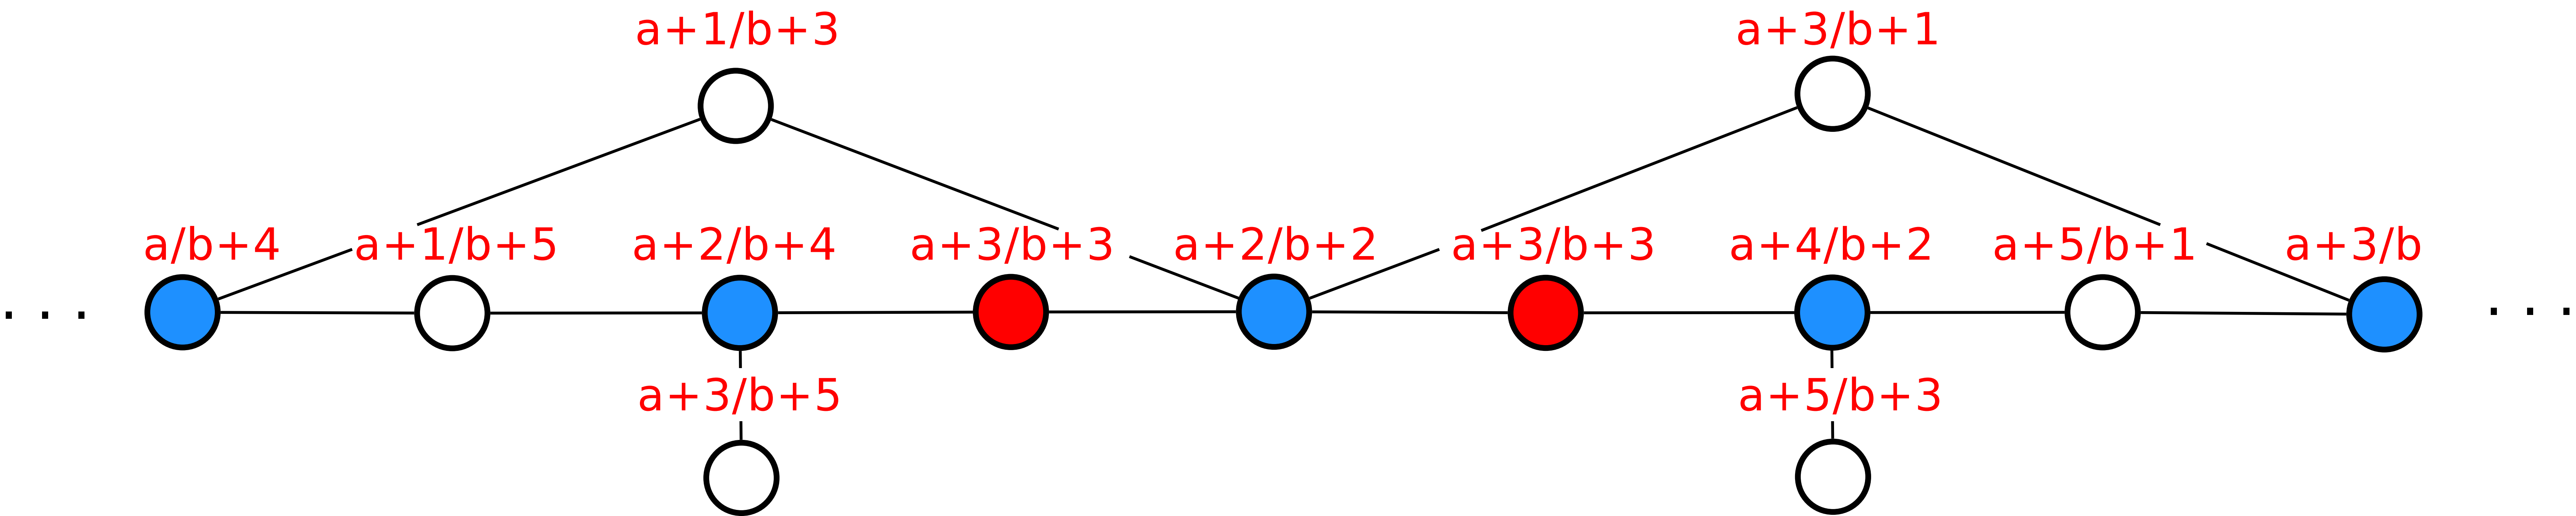 a+1/b+3
a+3/b+1
a/b+4
a+1/b+5
a+2/b+4
a+3/b+3
a+2/b+2
a+3/b+3
a+4/b+2
a+5/b+1
a+3/b
. . .
. . .
a+3/b+5
a+5/b+3